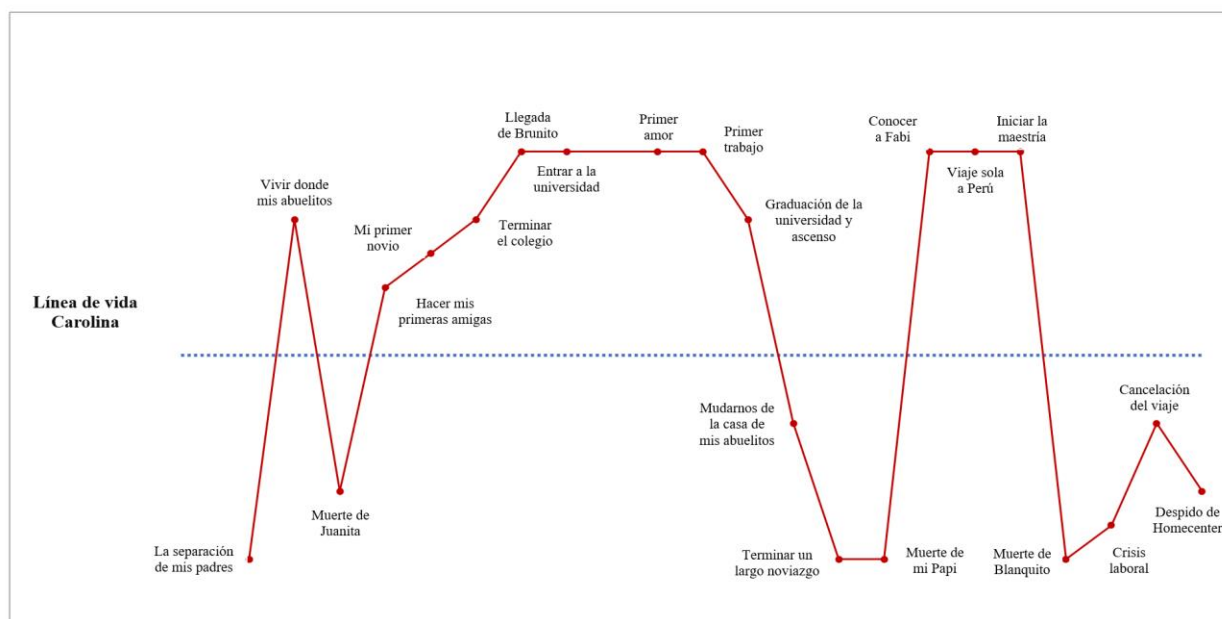 Línea de vida
Carolina
La separación
de mis padres
Vivir donde
mis abuelitos
Muerte de
Juanita
Hacer mis
primeras amigas
Mi primer
novio
Terminar
el colegio
Llegada
de Brunito
Entrar a la
universidad
Primer
amor
Primer
trabajo
Graduación de la
universidad y
ascenso
Mudarnos de
la casa de
mis abuelitos
Terminar un
largo noviazgo
Muerte de
mi Papi
Conocer
a Fabi
Viaje sola
a Perú
Iniciar la
maestría
Muerte de
Blanquito
Crisis
laboral
Cancelación
del viaje
Despido de
Homecenter